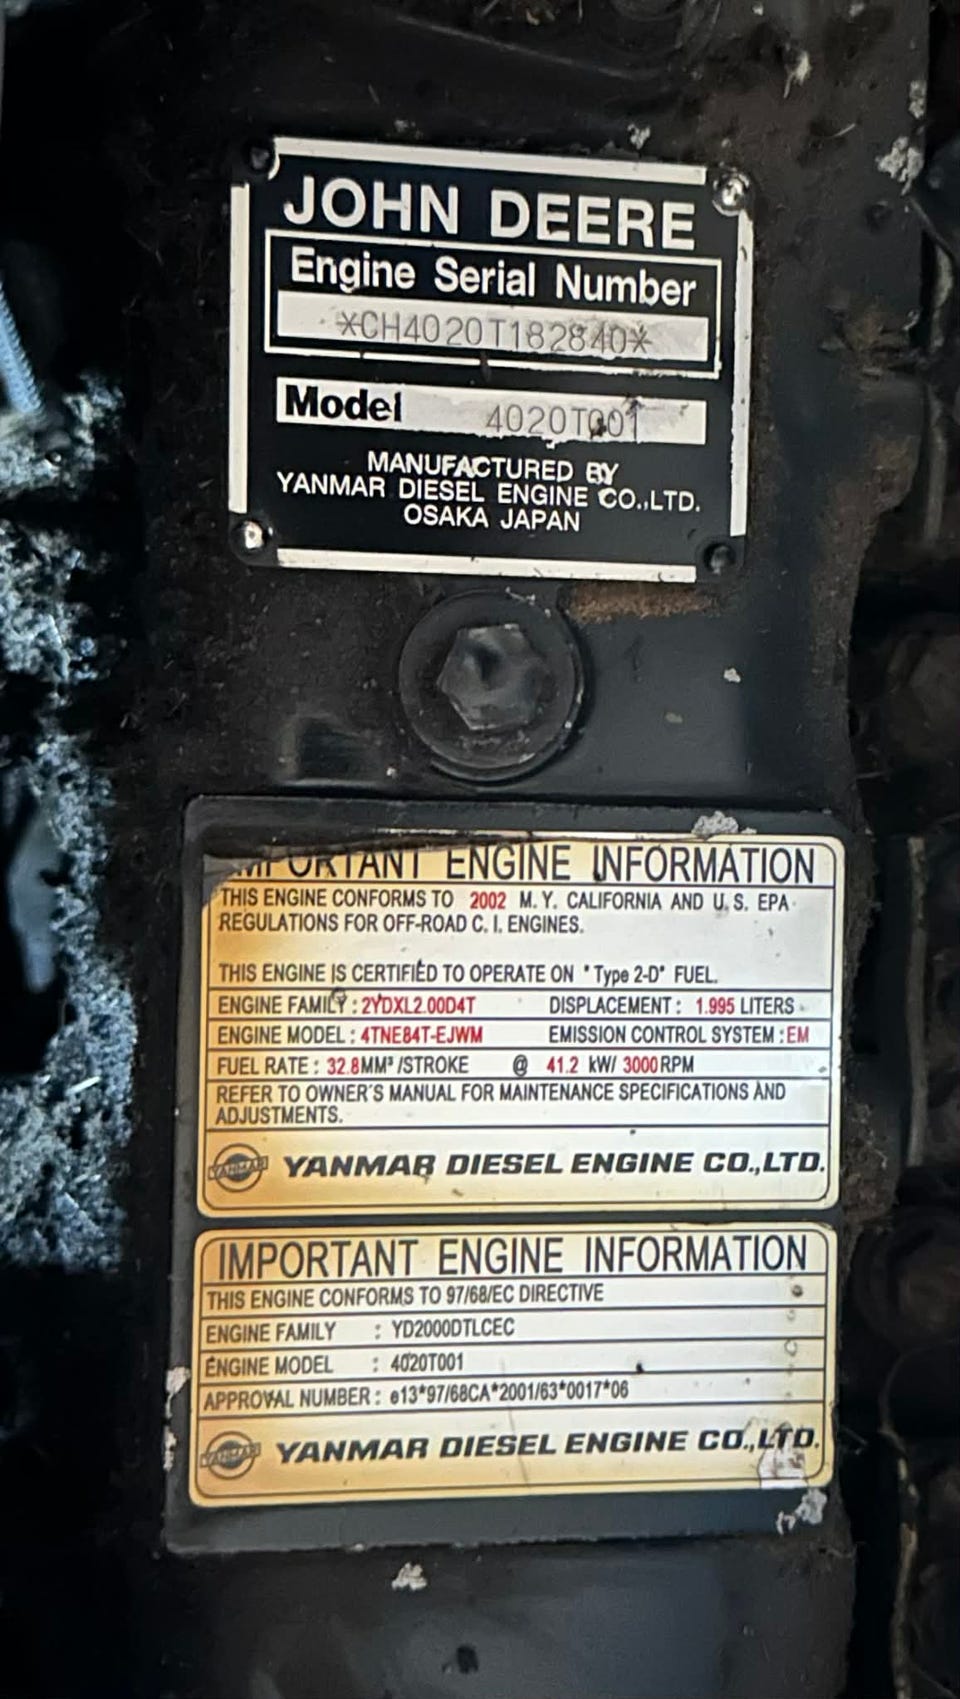 JOHN DEERE
Engine Serial Number
*CH4020T182840*
Model 4020T001
MANUFACTURED BY
YANMAR DIESEL ENGINE CO.,LTD.
OSAKA JAPAN
IMPORTANT ENGINE INFORMATION
THIS ENGINE CONFORMS TO 2002 M.Y. CALIFORNIA AND U.S. EPA
REGULATIONS FOR OFF-ROAD C.I. ENGINES.
THIS ENGINE IS CERTIFIED TO OPERATE ON "Type 2-D" FUEL.
ENGINE FAMILY : 2YDXL2.00D4T DISPLACEMENT : 1.995 LITERS
ENGINE MODEL : 4TNE84T-EJWM EMISSION CONTROL SYSTEM : EM
FUEL RATE : 32.8MM³/STROKE @ 41.2 kW/ 3000RPM
REFER TO OWNER'S MANUAL FOR MAINTENANCE SPECIFICATIONS AND
ADJUSTMENTS.
YANMAR YANMAR DIESEL ENGINE CO.,LTD.
IMPORTANT ENGINE INFORMATION
THIS ENGINE CONFORMS TO 97/68/EC DIRECTIVE
ENGINE FAMILY : YD2000DTLCEC
ENGINE MODEL : 4020T001
APPROVAL NUMBER : e13*97/68CA*2001/63*0017*06
YANMAR YANMAR DIESEL ENGINE CO.,LTD.